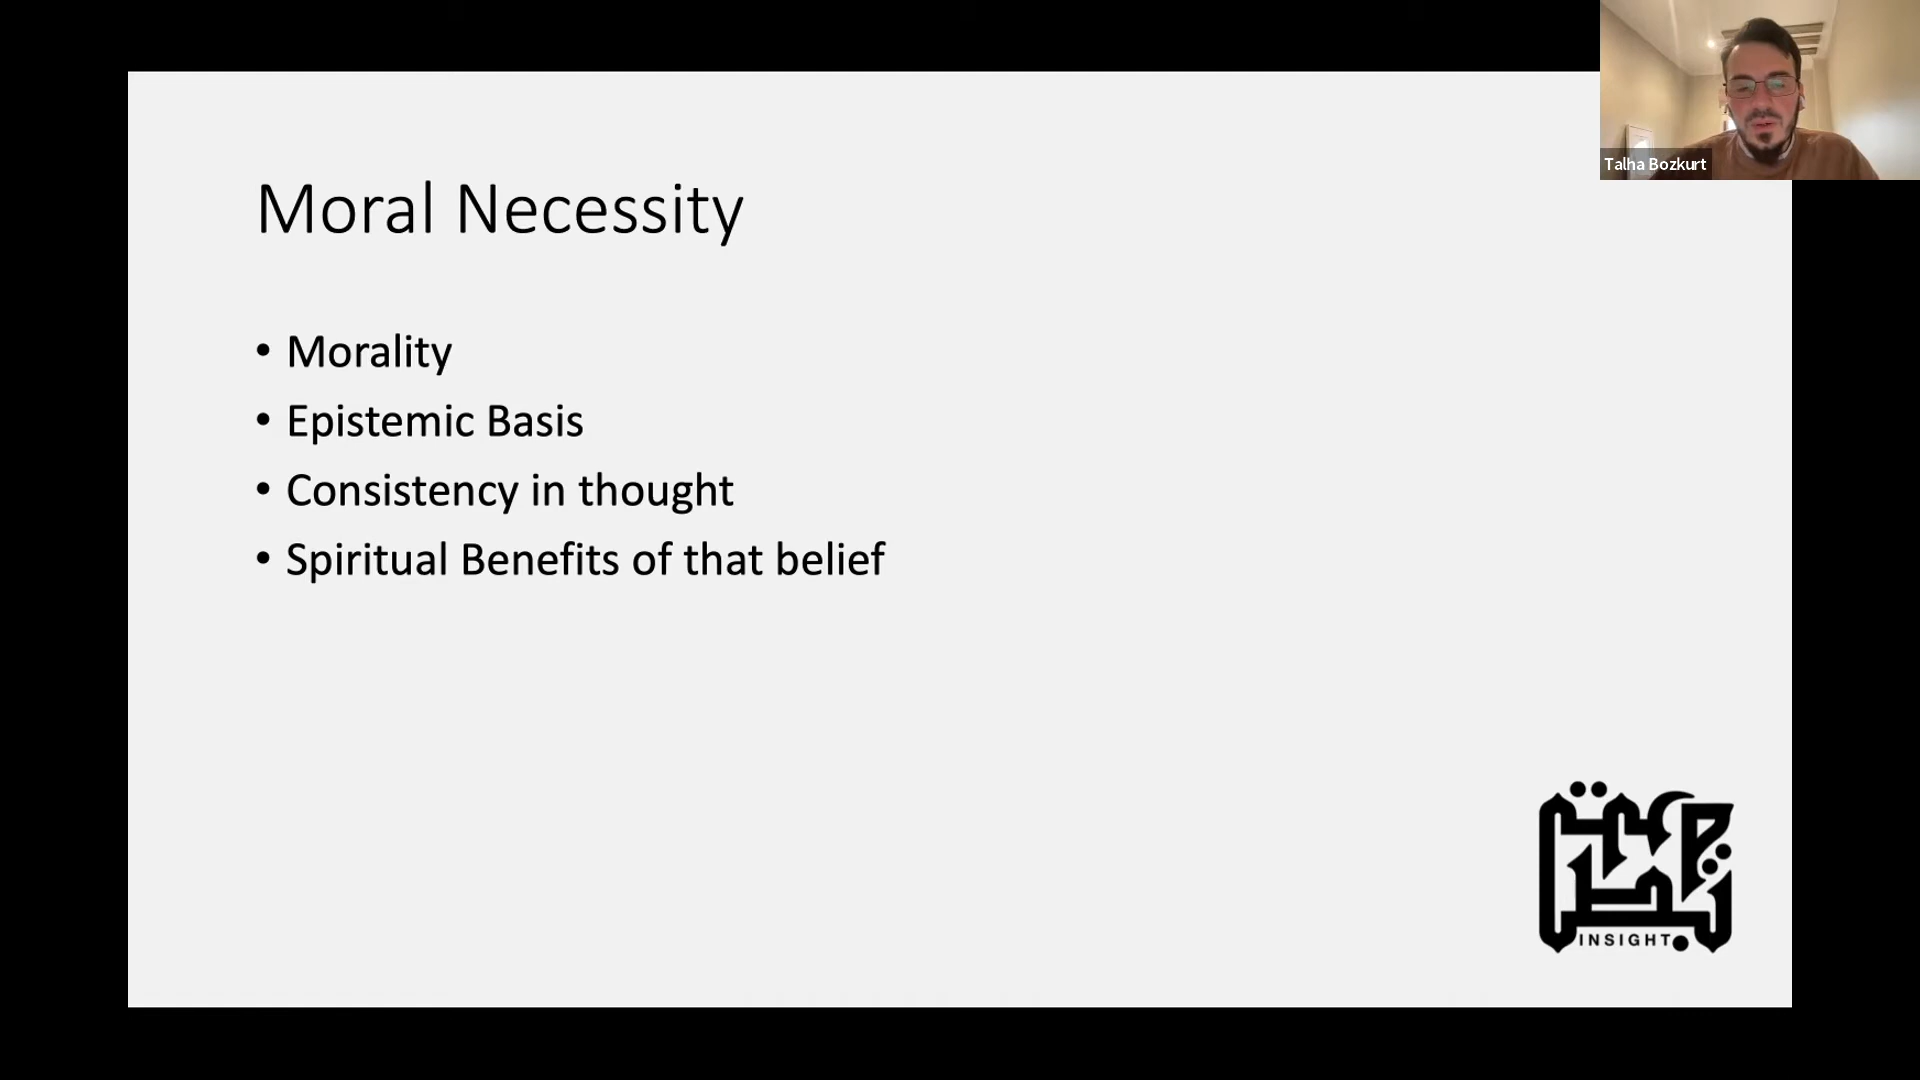 Talha Bozkurt
Moral Necessity
• Morality
• Epistemic Basis
• Consistency in thought
• Spiritual Benefits of that belief
INSIGHT